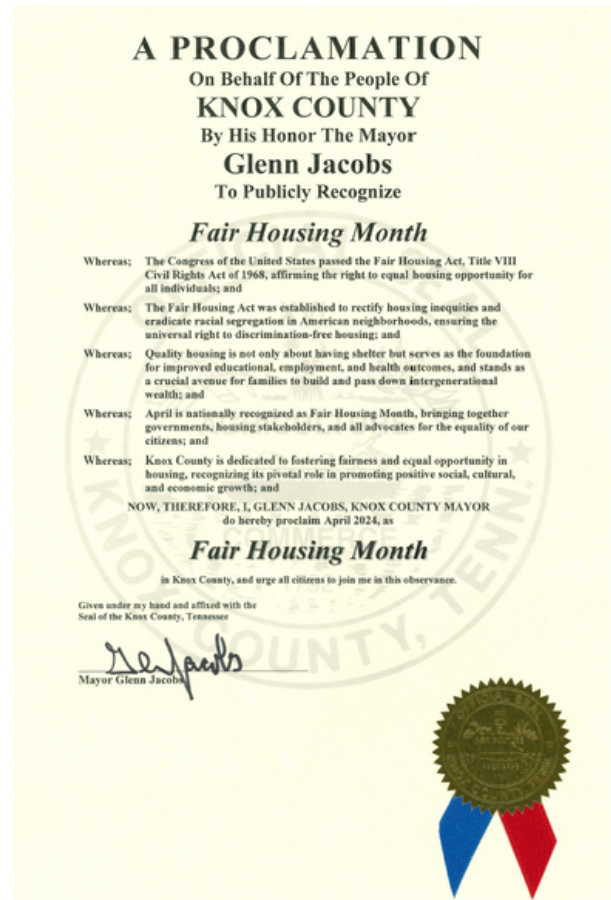 A PROCLAMATION
On Behalf Of The People Of
KNOX COUNTY
By His Honor The Mayor
Glenn Jacobs
To Publicly Recognize
Fair Housing Month
Whereas; The Congress of the United States passed the Fair Housing Act, Title VIII
Civil Rights Act of 1968, affirming the right to equal housing opportunity for
all individuals; and
Whereas; The Fair Housing Act was established to rectify housing inequities and
eradicate racial segregation in American neighborhoods, ensuring the
universal right to discrimination-free housing; and
Whereas; Quality housing is not only about having shelter but serves as the foundation
for improved educational, employment, and health outcomes, and stands as
a crucial avenue for families to build and pass down intergenerational
wealth; and
Whereas; April is nationally recognized as Fair Housing Month, bringing together
governments, housing stakeholders, and all advocates for the equality of our
citizens; and
Whereas; Knox County is dedicated to fostering fairness and equal opportunity in
housing, recognizing its pivotal role in promoting positive social, cultural,
and economic growth; and
NOW, THEREFORE, I, GLENN JACOBS, KNOX COUNTY MAYOR
do hereby proclaim April 2024, as
Fair Housing Month
in Knox County, and urge all citizens to join me in this observance.
Given under my hand and affixed with the
Seal of the Knox County, Tennessee
Glen Jacobs
Mayor Glenn Jacobs
COMMERCE
KNOX COUNTY, TENN.
OFFICIAL SEAL